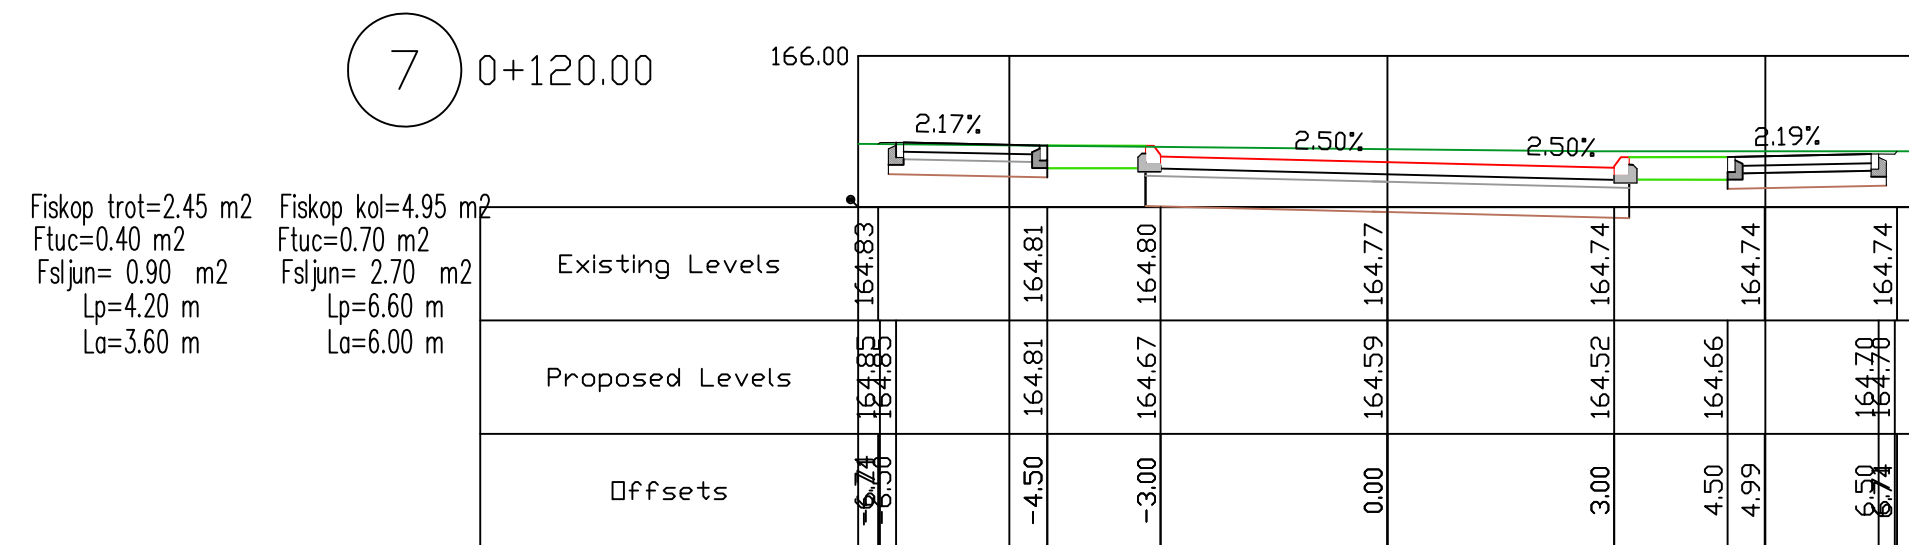 7 0+120.00
166.00
2.17% 2.50% 2.50% 2.19%
Fiskop trot=2.45 m2 Fiskop kol=4.95 m2
Ftuc=0.40 m2 Ftuc=0.70 m2
Fsljun= 0.90 m2 Fsljun= 2.70 m2
Lp=4.20 m Lp=6.60 m
La=3.60 m La=6.00 m
Existing Levels 164.83 164.81 164.80 164.77 164.74 164.74 164.74
Proposed Levels 164.85 164.85 164.81 164.67 164.59 164.52 164.66 164.70 164.70
Offsets -6.50 -4.50 -3.00 0.00 3.00 4.50 4.99 6.50